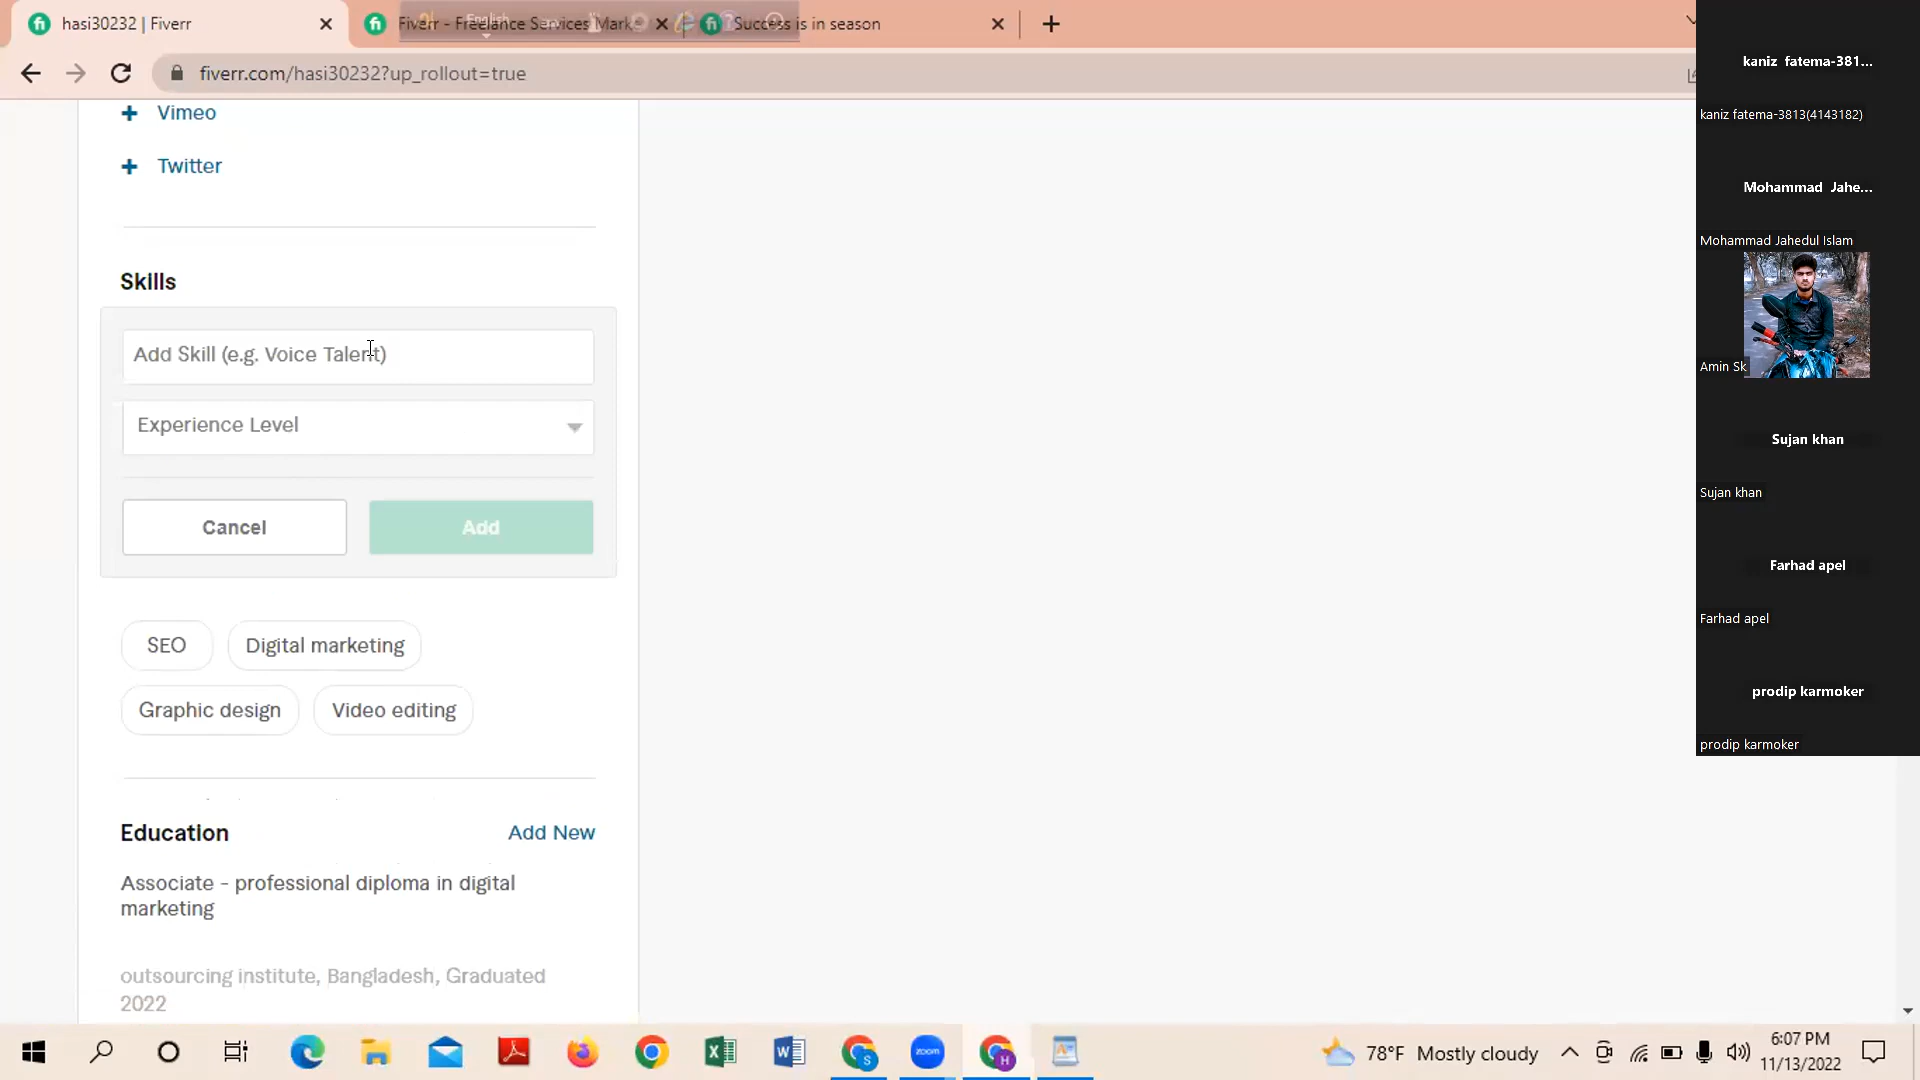 hasi30232 | Fiverr
Fiverr - Freelance Services Mark
Success is in season
English
fiverr.com/hasi30232?up_rollout=true
Vimeo
Twitter
Skills
Add Skill (e.g. Voice Talent)
Experience Level
Cancel
Add
SEO
Digital marketing
Graphic design
Video editing
Education
Add New
Associate - professional diploma in digital
marketing
outsourcing institute, Bangladesh, Graduated
2022
kaniz fatema-381...
kaniz fatema-3813(4143182)
Mohammad Jahe...
Mohammad Jahedul Islam
Amin Sk
Sujan khan
Sujan khan
Farhad apel
Farhad apel
prodip karmoker
prodip karmoker
zoom
S
H
78°F Mostly cloudy
6:07 PM
11/13/2022